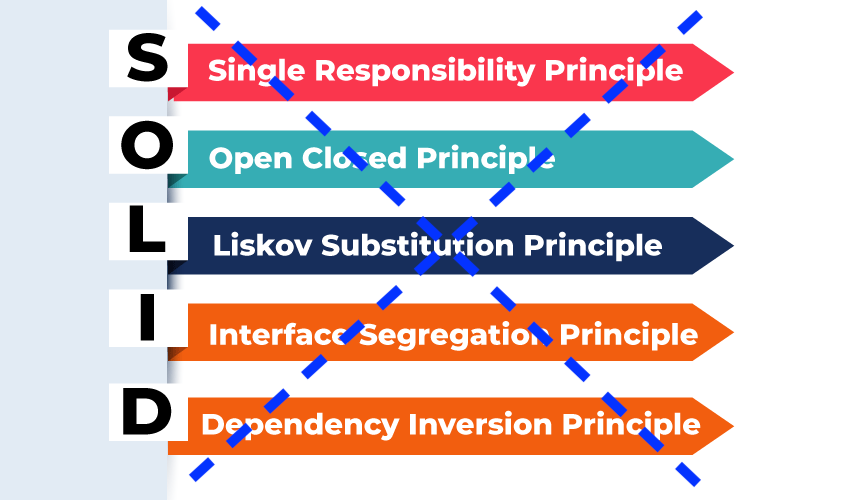 S Single Responsibility Principle
O Open Closed Principle
L Liskov Substitution Principle
I Interface Segregation Principle
D Dependency Inversion Principle